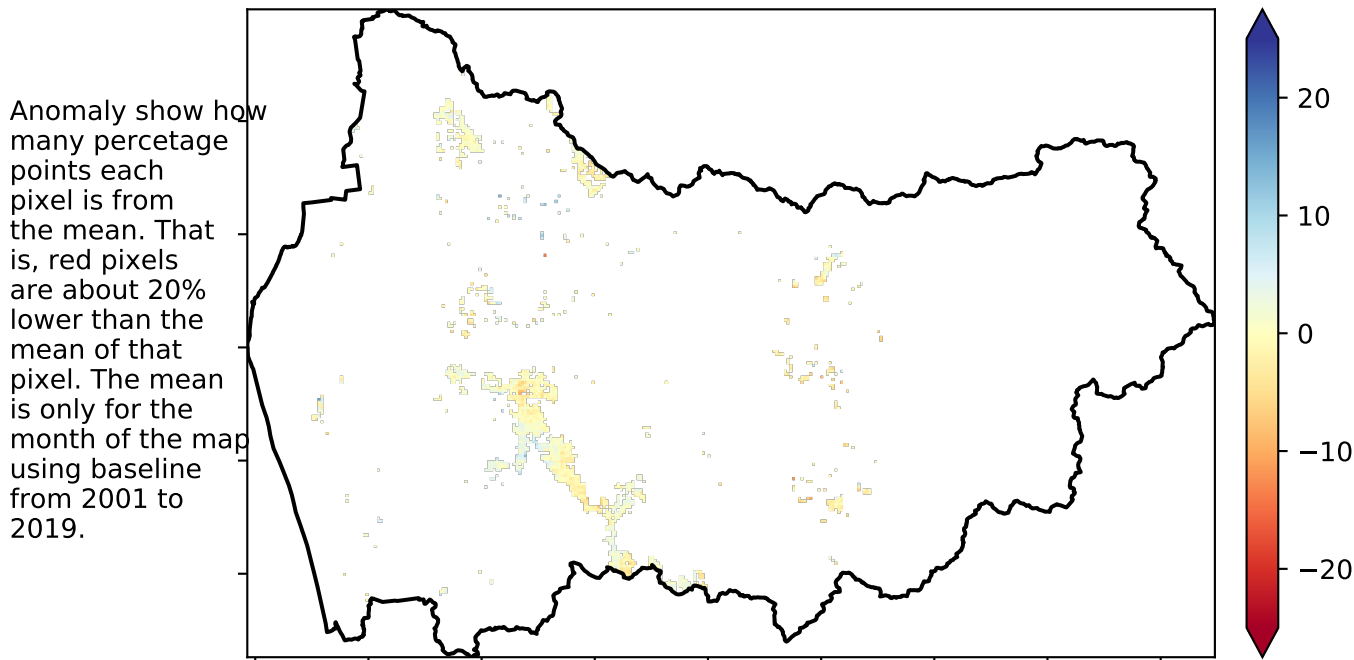 Anomaly show how
many percetage
points each
pixel is from
the mean. That
is, red pixels
are about 20%
lower than the
mean of that
pixel. The mean
is only for the
month of the map
using baseline
from 2001 to
2019.
20
10
0
−10
−20